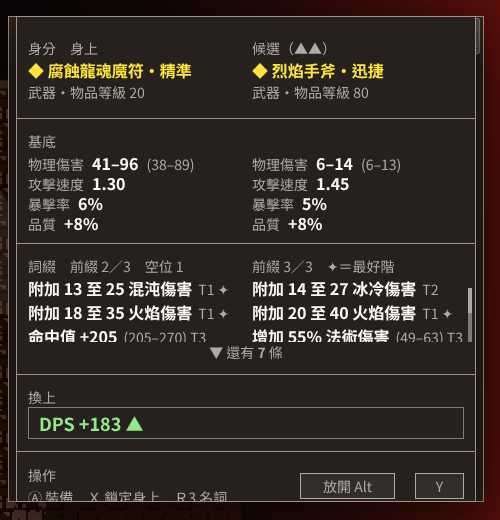 身分　身上　候選（▲▲）
◆ 腐蝕龍魂魔符・精準　◆ 烈焰手斧・迅捷
武器・物品等級 20　武器・物品等級 80
基底
物理傷害 41–96 (38–89)　物理傷害 6–14 (6–13)
攻擊速度 1.30　攻擊速度 1.45
暴擊率 6%　暴擊率 5%
品質 +8%　品質 +8%
詞綴　前綴 2／3　空位 1　前綴 3／3　✦＝最好階
附加 13 至 25 混沌傷害 T1 ✦　附加 14 至 27 冰冷傷害 T2
附加 18 至 35 火焰傷害 T1 ✦　附加 20 至 40 火焰傷害 T1 ✦
命中值 +205 (205–270) T3　增加 55% 法術傷害 (49–63) T3
▼ 還有 7 條
換上
DPS +183 ▲
操作
Ⓐ 裝備　X 鎖定身上　R3 名詞　放開 Alt　Y